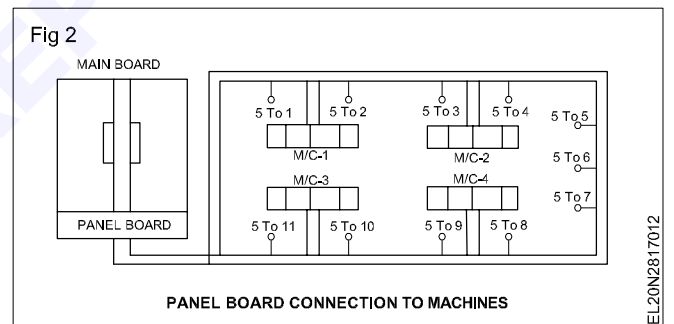 Fig 2
MAIN BOARD
PANEL BOARD
5 To 1
5 To 2
5 To 3
5 To 4
5 To 5
5 To 6
5 To 7
M/C-1
M/C-2
M/C-3
M/C-4
5 To 11
5 To 10
5 To 9
5 To 8
PANEL BOARD CONNECTION TO MACHINES
EL20N2817012